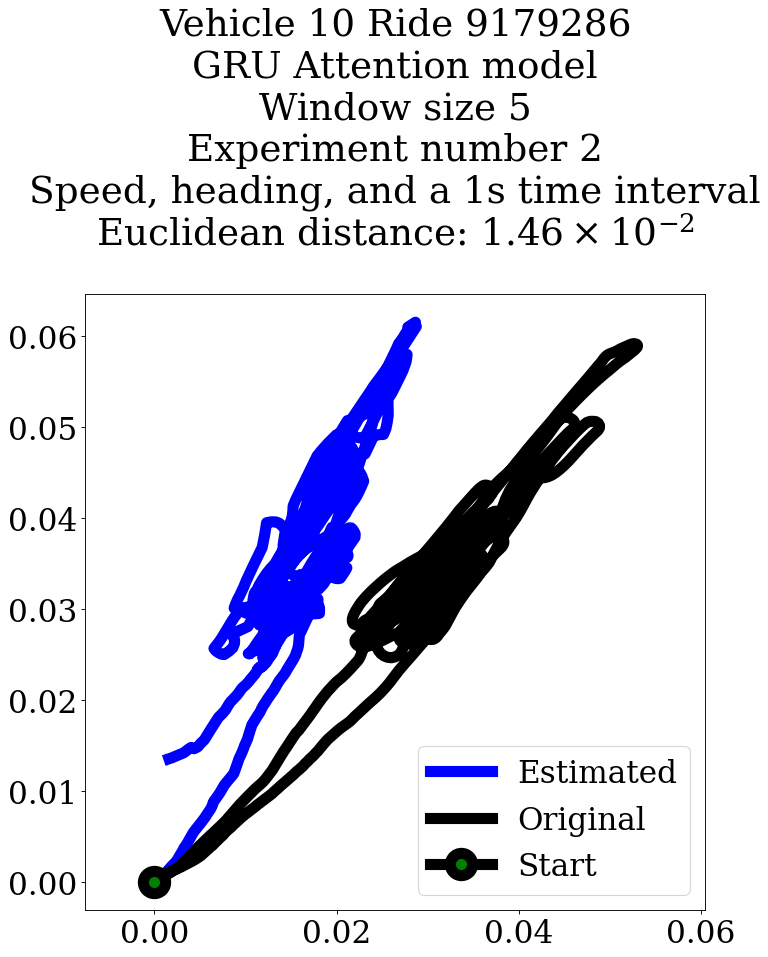 Vehicle 10 Ride 9179286
GRU Attention model
Window size 5
Experiment number 2
Speed, heading, and a 1s time interval
Euclidean distance: $1.46 \times 10^{-2}$
0.06
0.05
0.04
0.03
0.02
0.01
0.00
Estimated
Original
Start
0.00 0.02 0.04 0.06